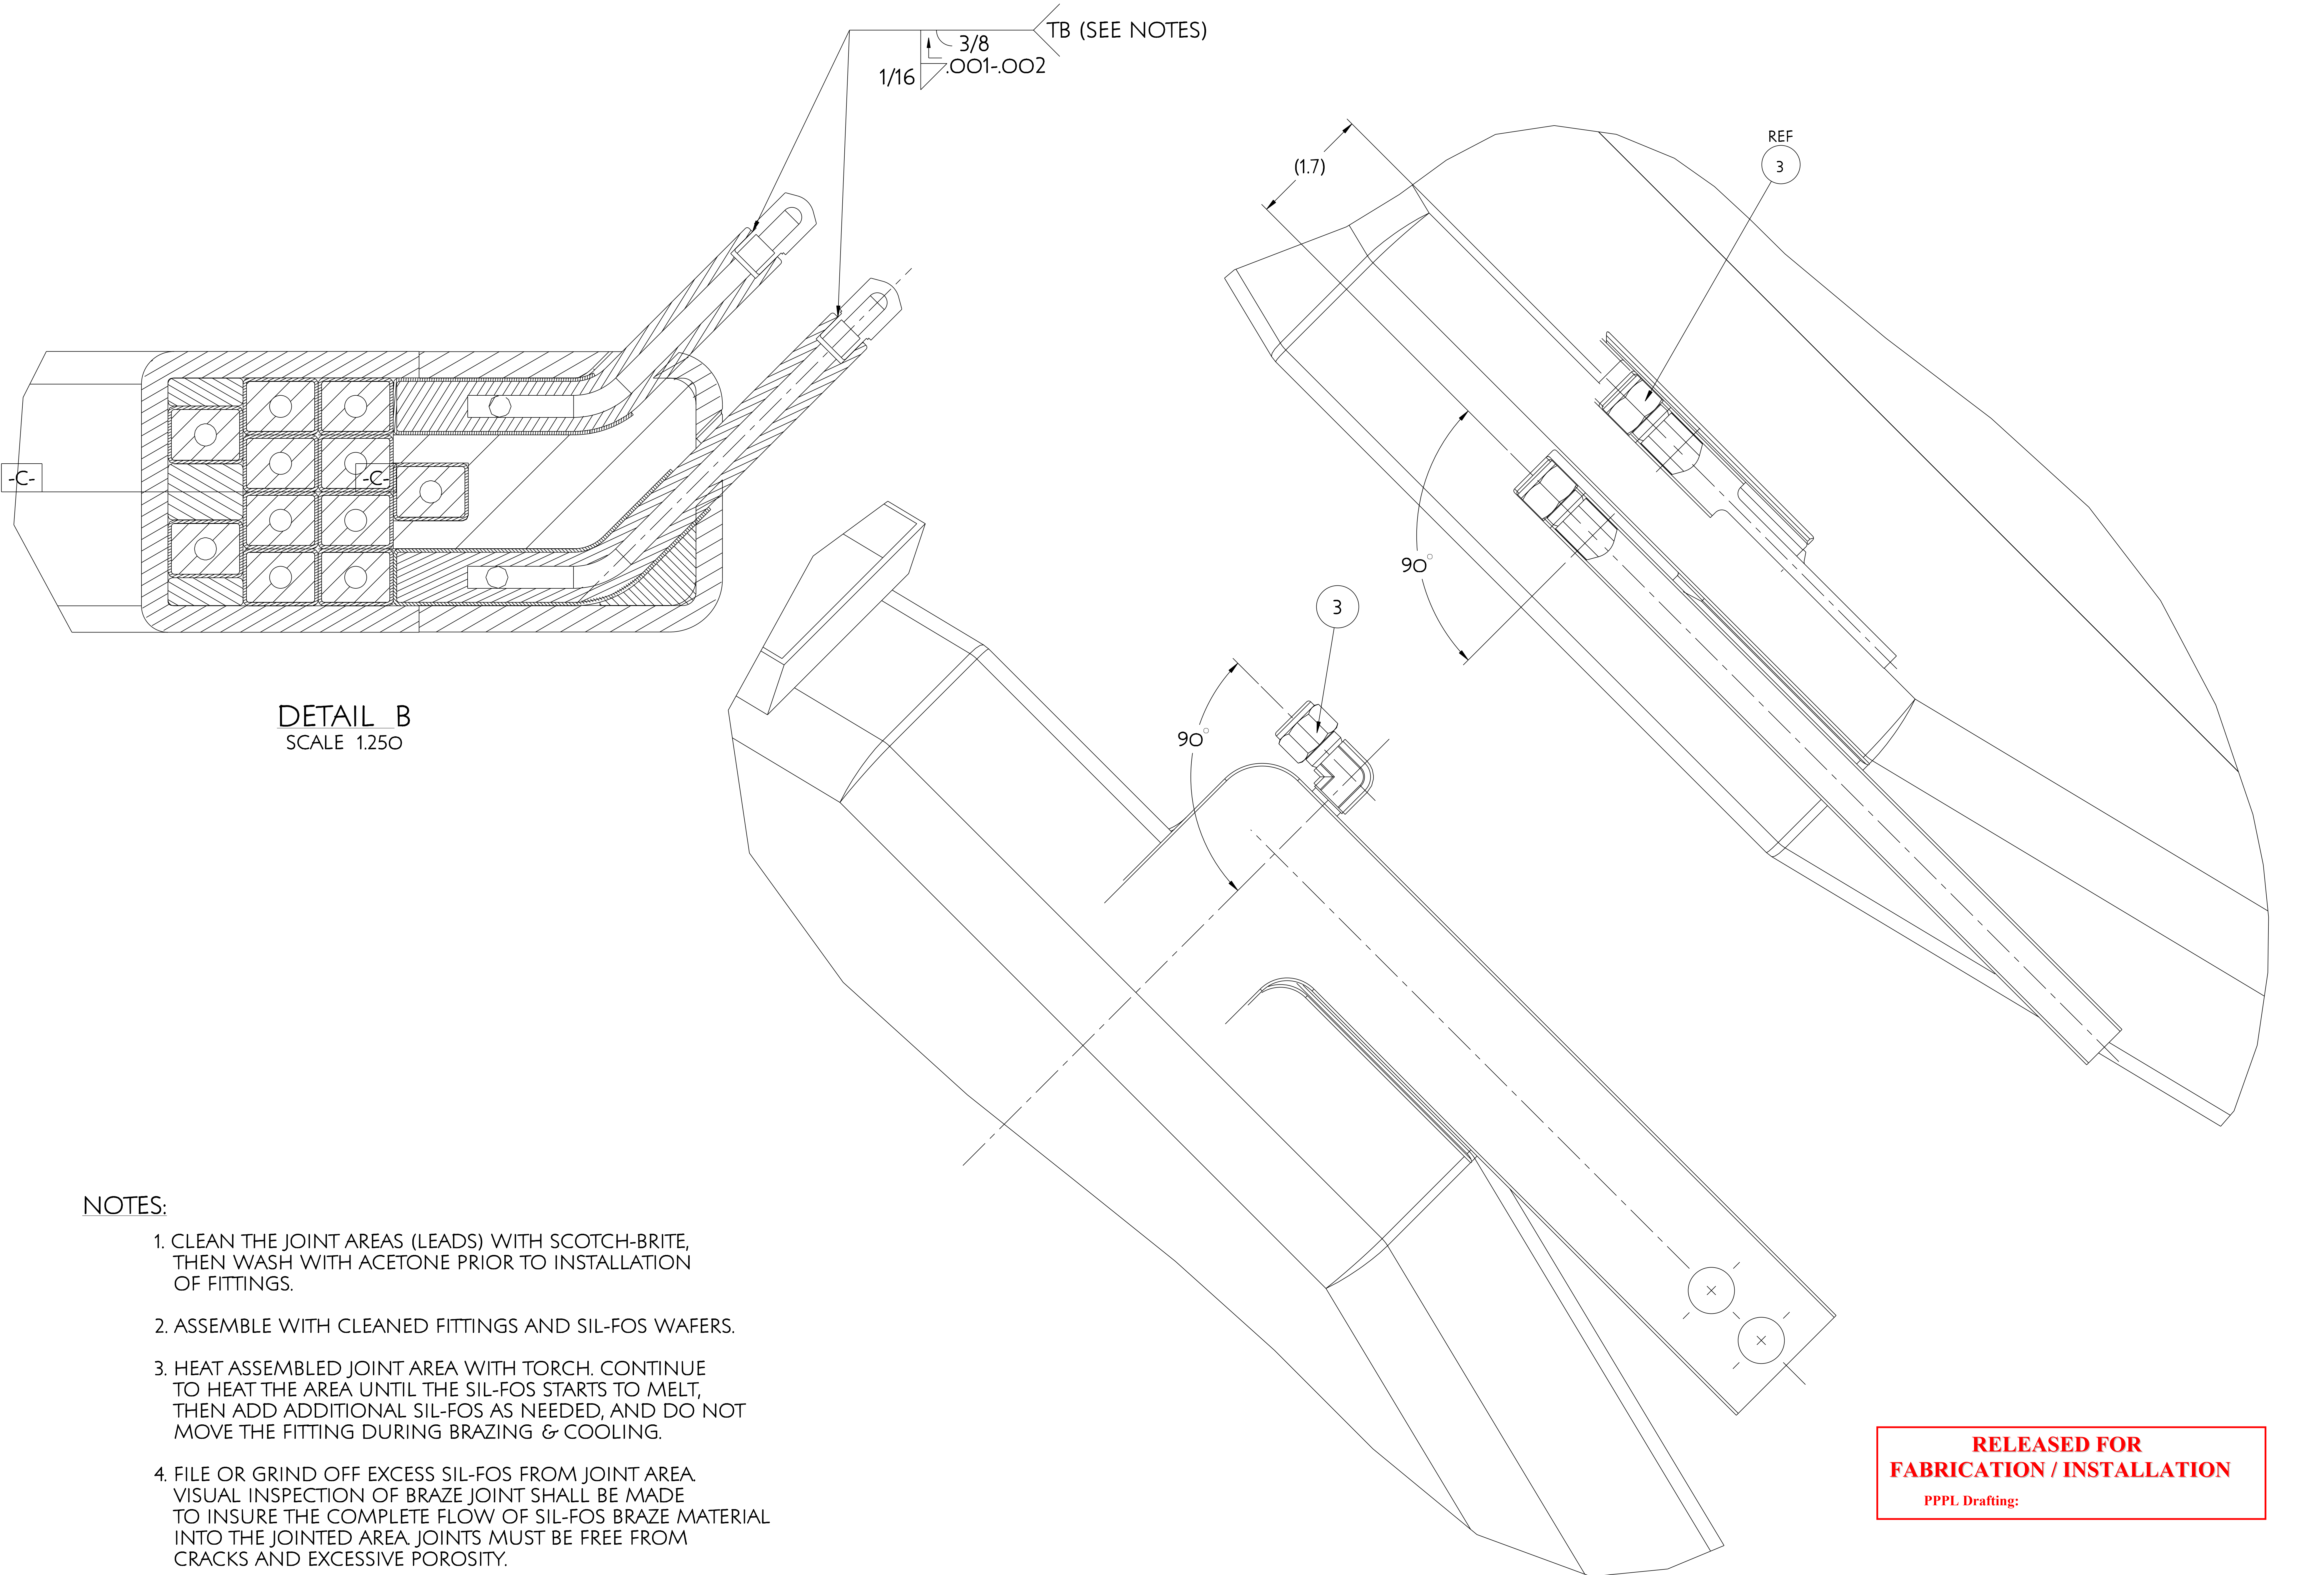 TB (SEE NOTES)
3/8
.001-.002
1/16
REF
3
(1.7)
-C-
-C-
90°
3
90°
DETAIL B
SCALE 1.250
NOTES:
1. CLEAN THE JOINT AREAS (LEADS) WITH SCOTCH-BRITE,
THEN WASH WITH ACETONE PRIOR TO INSTALLATION
OF FITTINGS.
2. ASSEMBLE WITH CLEANED FITTINGS AND SIL-FOS WAFERS.
3. HEAT ASSEMBLED JOINT AREA WITH TORCH. CONTINUE
TO HEAT THE AREA UNTIL THE SIL-FOS STARTS TO MELT,
THEN ADD ADDITIONAL SIL-FOS AS NEEDED, AND DO NOT
MOVE THE FITTING DURING BRAZING & COOLING.
4. FILE OR GRIND OFF EXCESS SIL-FOS FROM JOINT AREA.
VISUAL INSPECTION OF BRAZE JOINT SHALL BE MADE
TO INSURE THE COMPLETE FLOW OF SIL-FOS BRAZE MATERIAL
INTO THE JOINTED AREA. JOINTS MUST BE FREE FROM
CRACKS AND EXCESSIVE POROSITY.
RELEASED FOR
FABRICATION / INSTALLATION
PPPL Drafting: